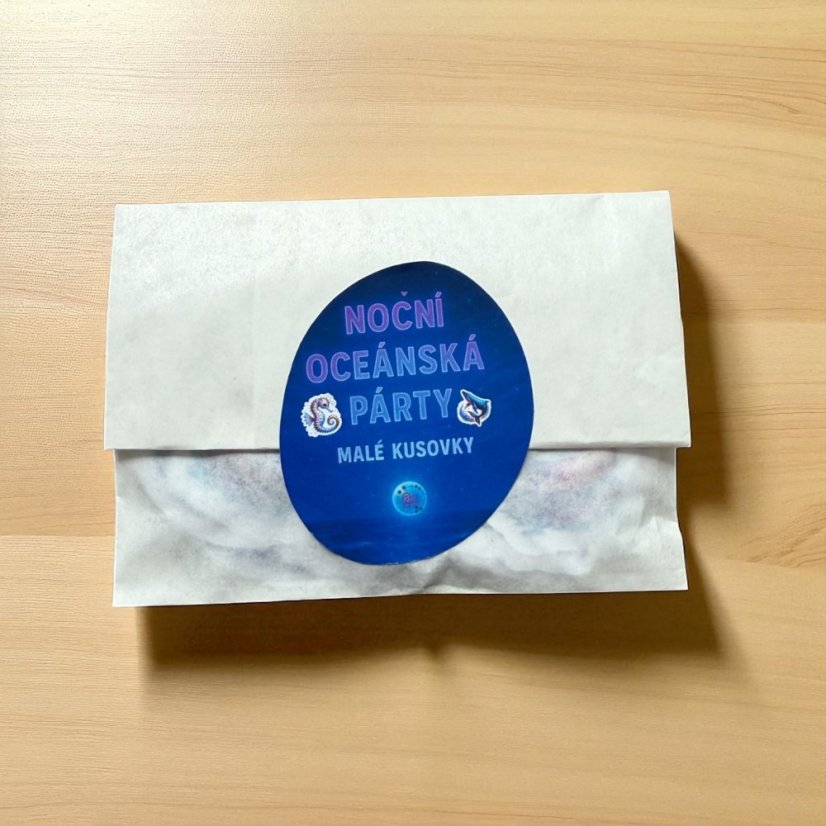 NOČNÍ
OCEÁNSKÁ
PÁRTY
MALÉ KUSOVKY